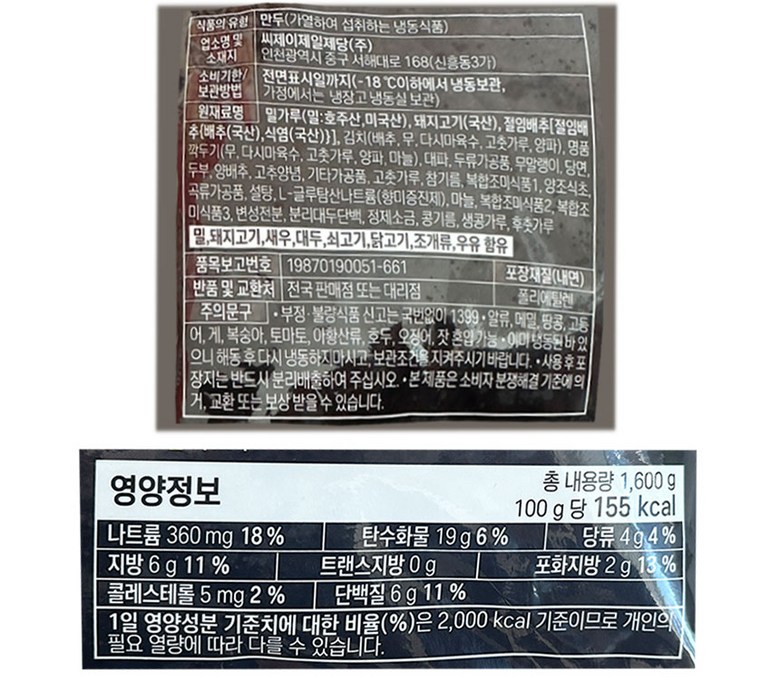 식품의 유형 만두(가열하여 섭취하는 냉동식품)
업소명 및 소재지 씨제이제일제당(주)
인천광역시 중구 서해대로 168(신흥동3가)
소비기한/보관방법 전면표시일까지(-18 ℃이하에서 냉동보관,
가정에서는 냉장고 냉동실 보관)
원재료명 밀가루(밀:호주산,미국산), 돼지고기(국산), 절임배추[절임배
추{배추(국산),식염(국산)}], 김치(배추, 무, 다시마육수, 고춧가루, 양파), 명품
깍두기(무, 다시마육수, 고춧가루, 양파, 마늘), 대파, 두류가공품, 무말랭이, 당면,
두부, 양배추, 고추양념, 기타가공품, 고춧가루, 참기름, 복합조미식품1, 양조식초,
곡류가공품, 설탕, L-글루탐산나트륨(향미증진제), 마늘, 복합조미식품2, 복합조
미식품3, 변성전분, 분리대두단백, 정제소금, 콩기름, 생콩가루, 후춧가루
밀,돼지고기,새우,대두,쇠고기,닭고기,조개류,우유 함유
품목보고번호 19870190051-661 포장재질(내면)
반품 및 교환처 전국 판매점 또는 대리점 폴리에틸렌
주의문구 • 부정·불량식품 신고는 국번없이 1399 • 알류, 메밀, 땅콩, 고등
어, 게, 복숭아, 토마토, 아황산류, 호두, 오징어, 잣 혼입가능 • 이미 냉동된바 있
으니 해동 후 다시 냉동하지마시고, 보관조건을 지켜주시기 바랍니다. • 사용 후 포
장지는 반드시 분리배출하여 주십시오. • 본 제품은 소비자 분쟁해결 기준에 의
거, 교환 또는 보상 받을 수 있습니다.
영양정보 총 내용량 1,600 g
100 g 당 155 kcal
나트륨 360 mg 18 % 탄수화물 19 g 6 % 당류 4 g 4 %
지방 6 g 11 % 트랜스지방 0 g 포화지방 2 g 13 %
콜레스테롤 5 mg 2 % 단백질 6 g 11 %
1일 영양성분 기준치에 대한 비율(%)은 2,000 kcal 기준이므로 개인의
필요 열량에 따라 다를 수 있습니다.